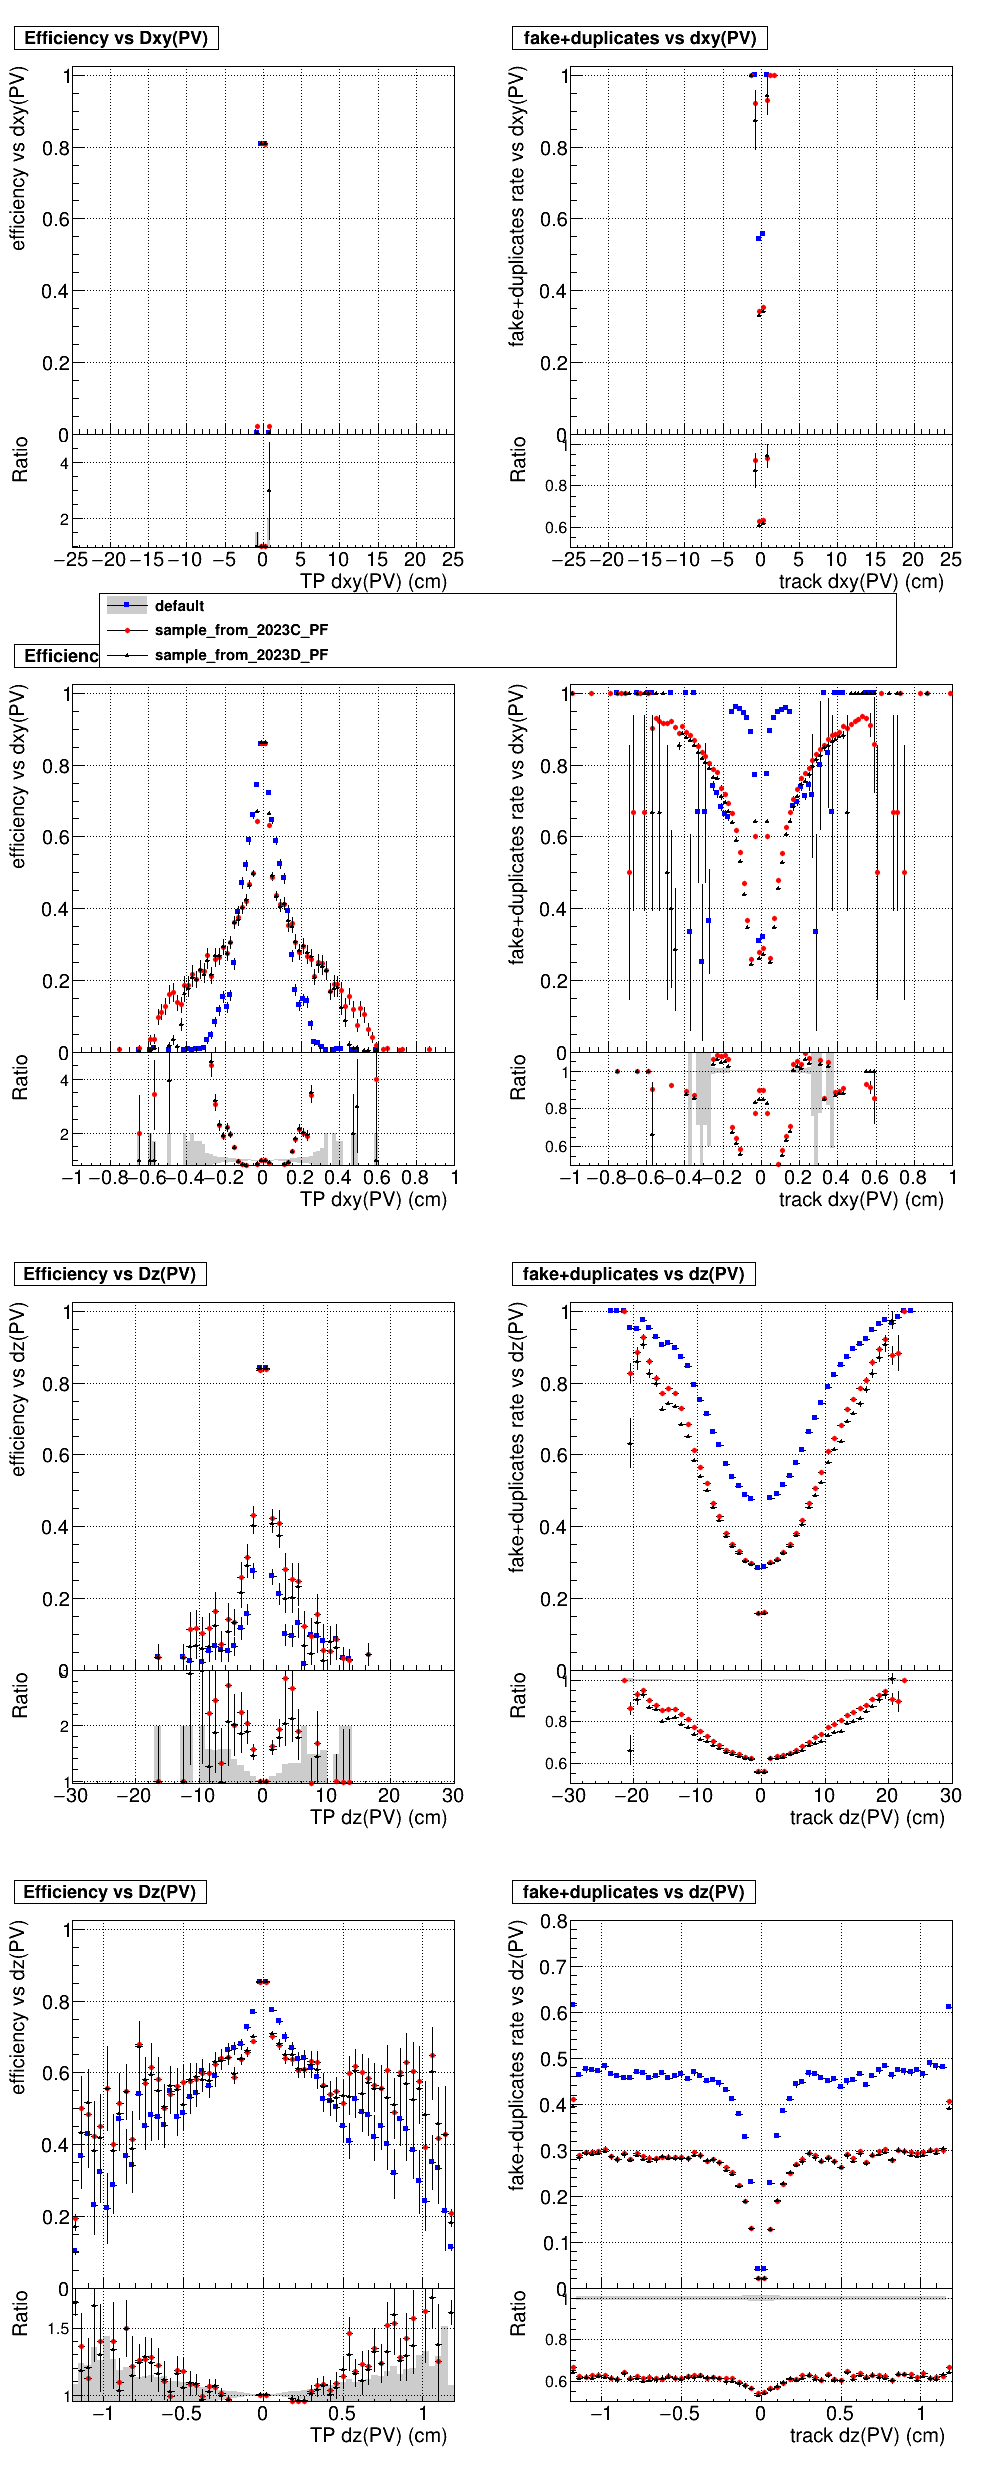 Efficiency vs Dxy(PV)
fake+duplicates vs dxy(PV)
efficiency vs dxy(PV)
1
0.8
0.6
0.4
0.2
0
Ratio
4
2
−25 −20 −15 −10 −5 0 5 10 15 20 25
TP dxy(PV) (cm)
fake+duplicates rate vs dxy(PV)
1
0.8
0.6
0.4
0.2
0
Ratio
1
0.8
0.6
−25 −20 −15 −10 −5 0 5 10 15 20 25
track dxy(PV) (cm)
default
sample_from_2023C_PF
sample_from_2023D_PF
Efficienc
efficiency vs dxy(PV)
1
0.8
0.6
0.4
0.2
0
Ratio
4
2
−1 −0.8 −0.6 −0.4 −0.2 0 0.2 0.4 0.6 0.8 1
TP dxy(PV) (cm)
fake+duplicates rate vs dxy(PV)
1
0.8
0.6
0.4
0.2
0
Ratio
1
0.8
0.6
−1 −0.8 −0.6 −0.4 −0.2 0 0.2 0.4 0.6 0.8 1
track dxy(PV) (cm)
Efficiency vs Dz(PV)
fake+duplicates vs dz(PV)
efficiency vs dz(PV)
1
0.8
0.6
0.4
0.2
0
Ratio
2
1
−30 −20 −10 0 10 20 30
TP dz(PV) (cm)
fake+duplicates rate vs dz(PV)
1
0.8
0.6
0.4
0.2
0
Ratio
1
0.8
0.6
−30 −20 −10 0 10 20 30
track dz(PV) (cm)
Efficiency vs Dz(PV)
fake+duplicates vs dz(PV)
efficiency vs dz(PV)
1
0.8
0.6
0.4
0.2
0
Ratio
1.5
1
−1 −0.5 0 0.5 1
TP dz(PV) (cm)
fake+duplicates rate vs dz(PV)
0.8
0.7
0.6
0.5
0.4
0.3
0.2
0.1
0
Ratio
1
0.8
0.6
−1 −0.5 0 0.5 1
track dz(PV) (cm)